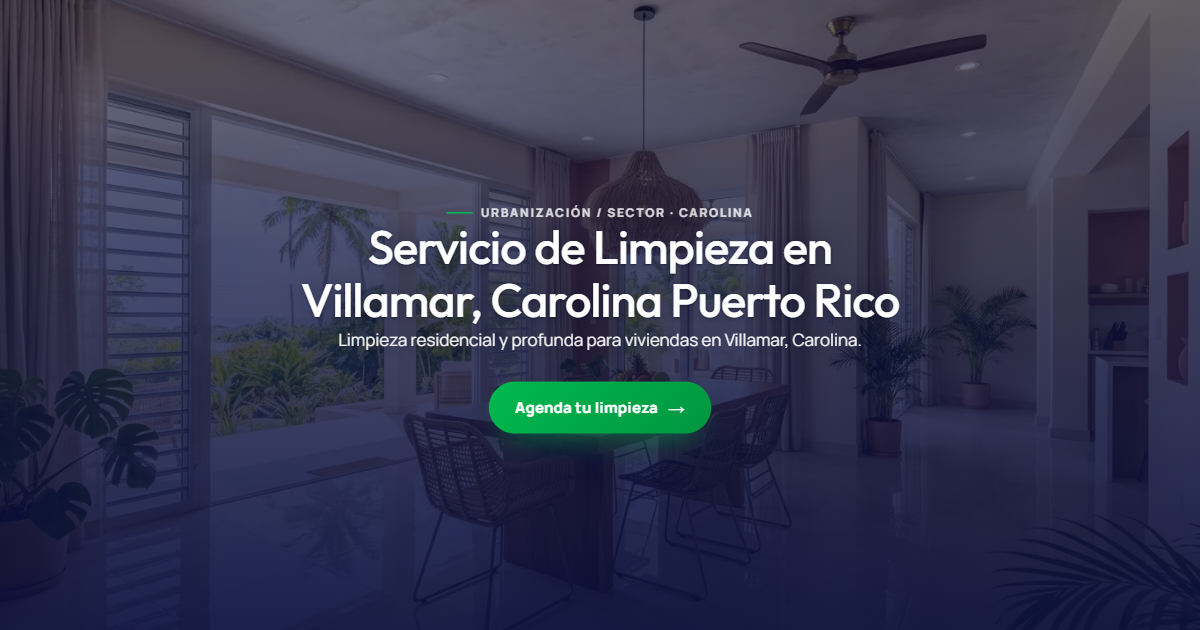 URBANIZACIÓN / SECTOR · CAROLINA
Servicio de Limpieza en
Villamar, Carolina Puerto Rico
Limpieza residencial y profunda para viviendas en Villamar, Carolina.
Agenda tu limpieza →